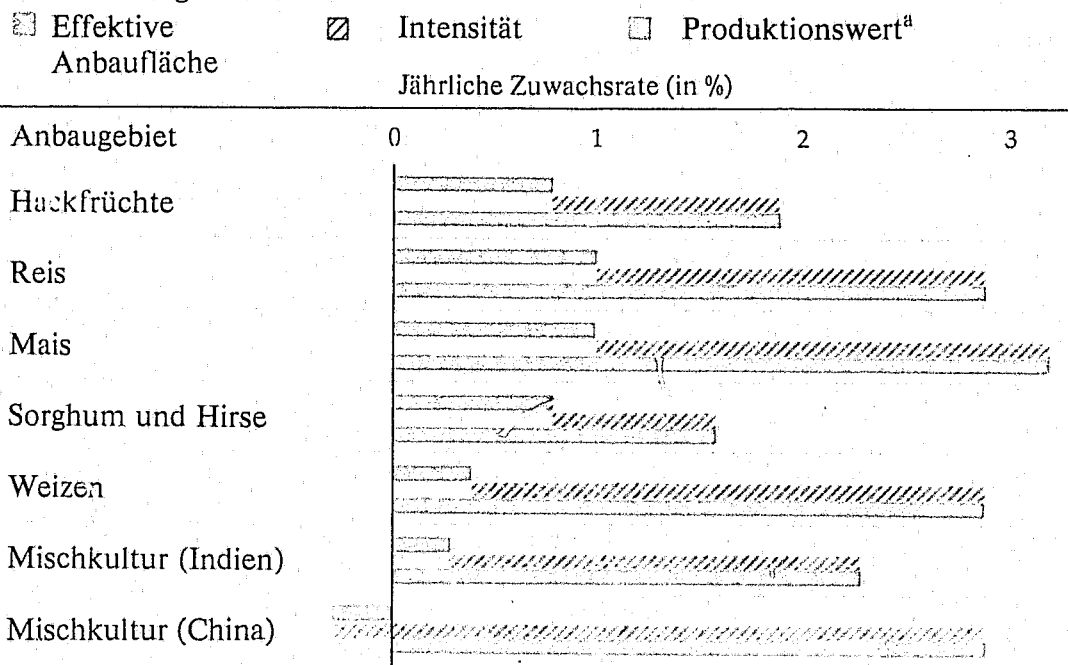 Effektive Anbaufläche
Intensität
Produktionswertª
Jährliche Zuwachsrate (in %)
Anbaugebiet 0 1 2 3
Hackfrüchte
Reis
Mais
Sorghum und Hirse
Weizen
Mischkultur (Indien)
Mischkultur (China)